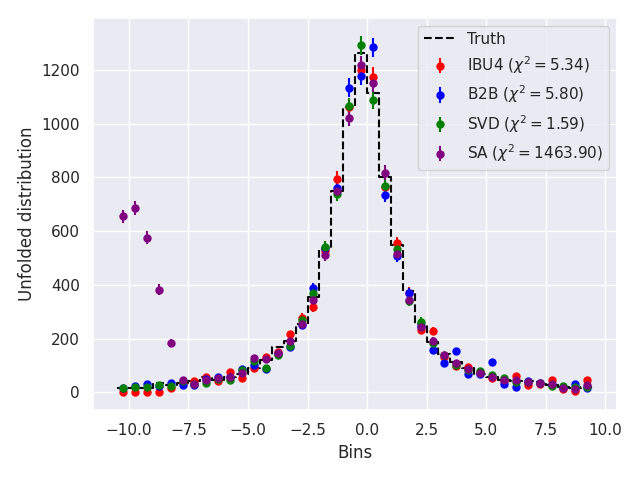 Truth
IBU4 (χ² = 5.34)
B2B (χ² = 5.80)
SVD (χ² = 1.59)
SA (χ² = 1463.90)
Unfolded distribution
1200
1000
800
600
400
200
0
−10.0 −7.5 −5.0 −2.5 0.0 2.5 5.0 7.5 10.0
Bins